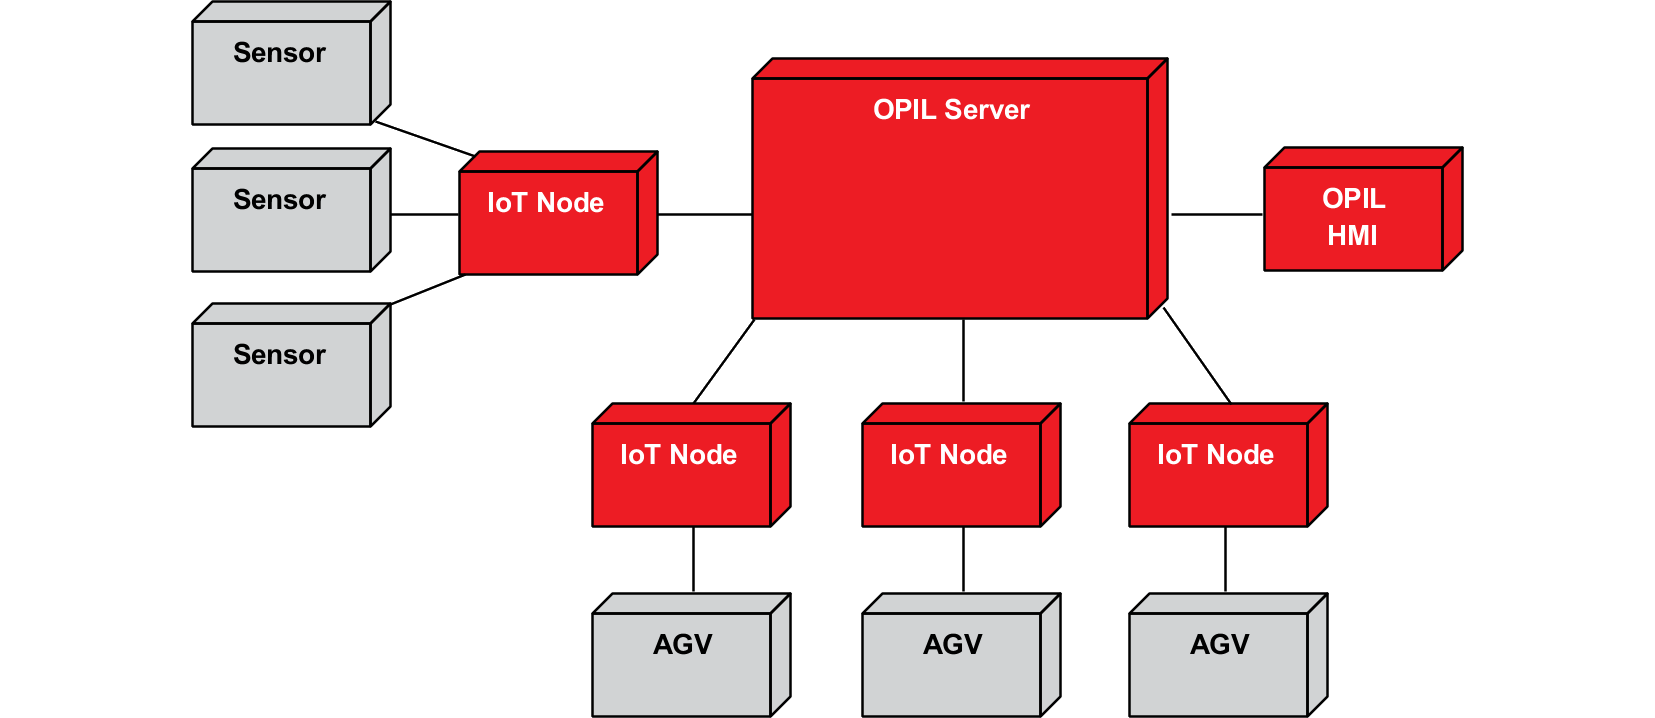 Sensor
OPIL Server
Sensor
IoT Node
OPIL
HMI
Sensor
IoT Node
IoT Node
IoT Node
AGV
AGV
AGV